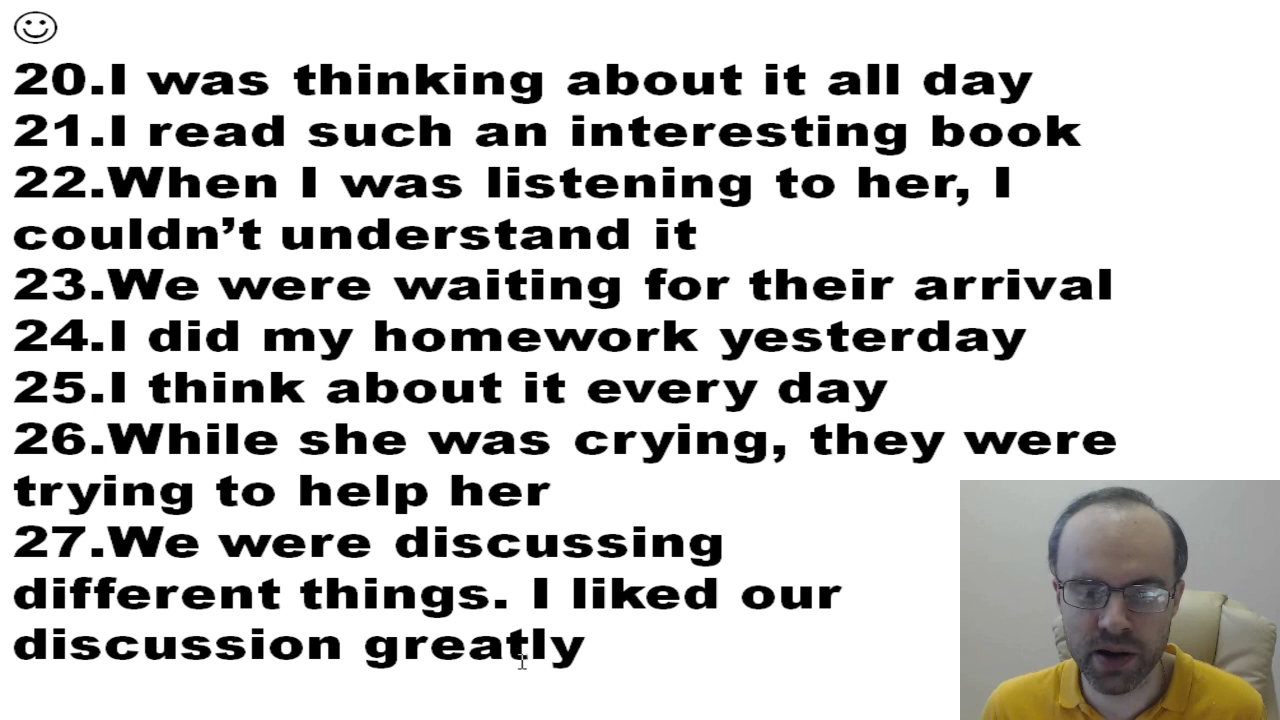 20.I was thinking about it all day
21.I read such an interesting book
22.When I was listening to her, I
couldn’t understand it
23.We were waiting for their arrival
24.I did my homework yesterday
25.I think about it every day
26.While she was crying, they were
trying to help her
27.We were discussing
different things. I liked our
discussion greatly